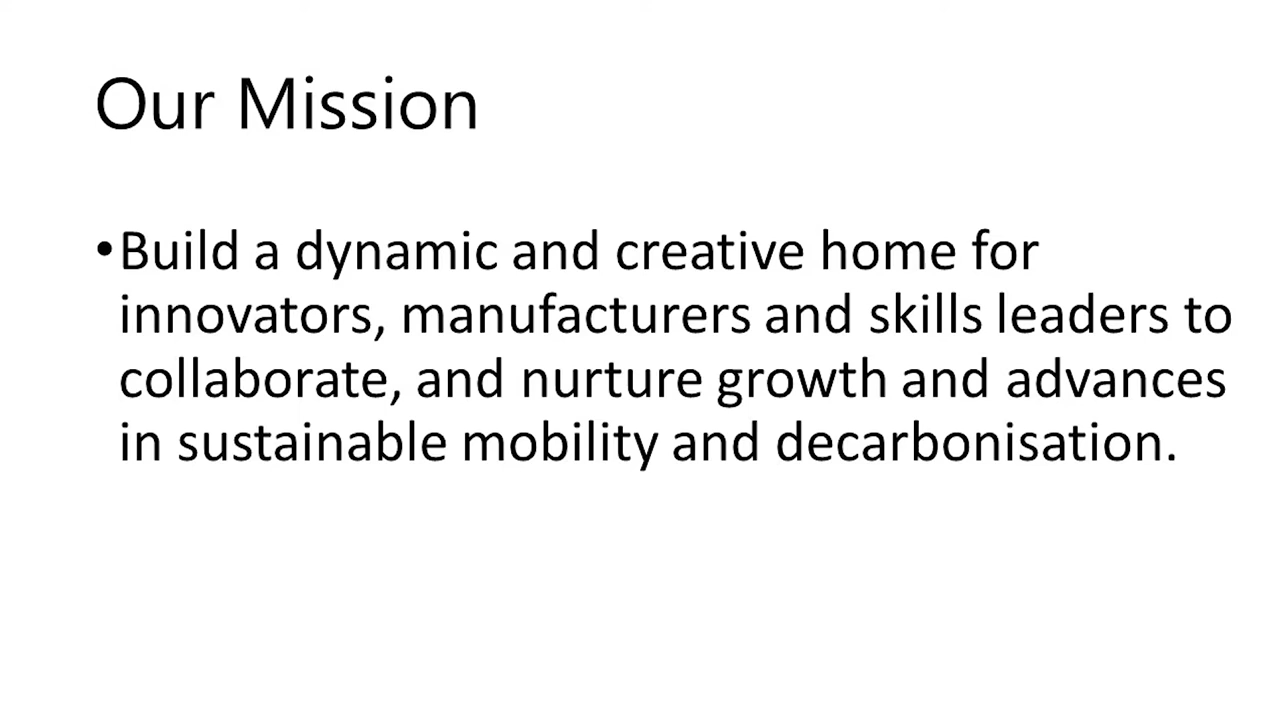 Our Mission
•Build a dynamic and creative home for
innovators, manufacturers and skills leaders to
collaborate, and nurture growth and advances
in sustainable mobility and decarbonisation.